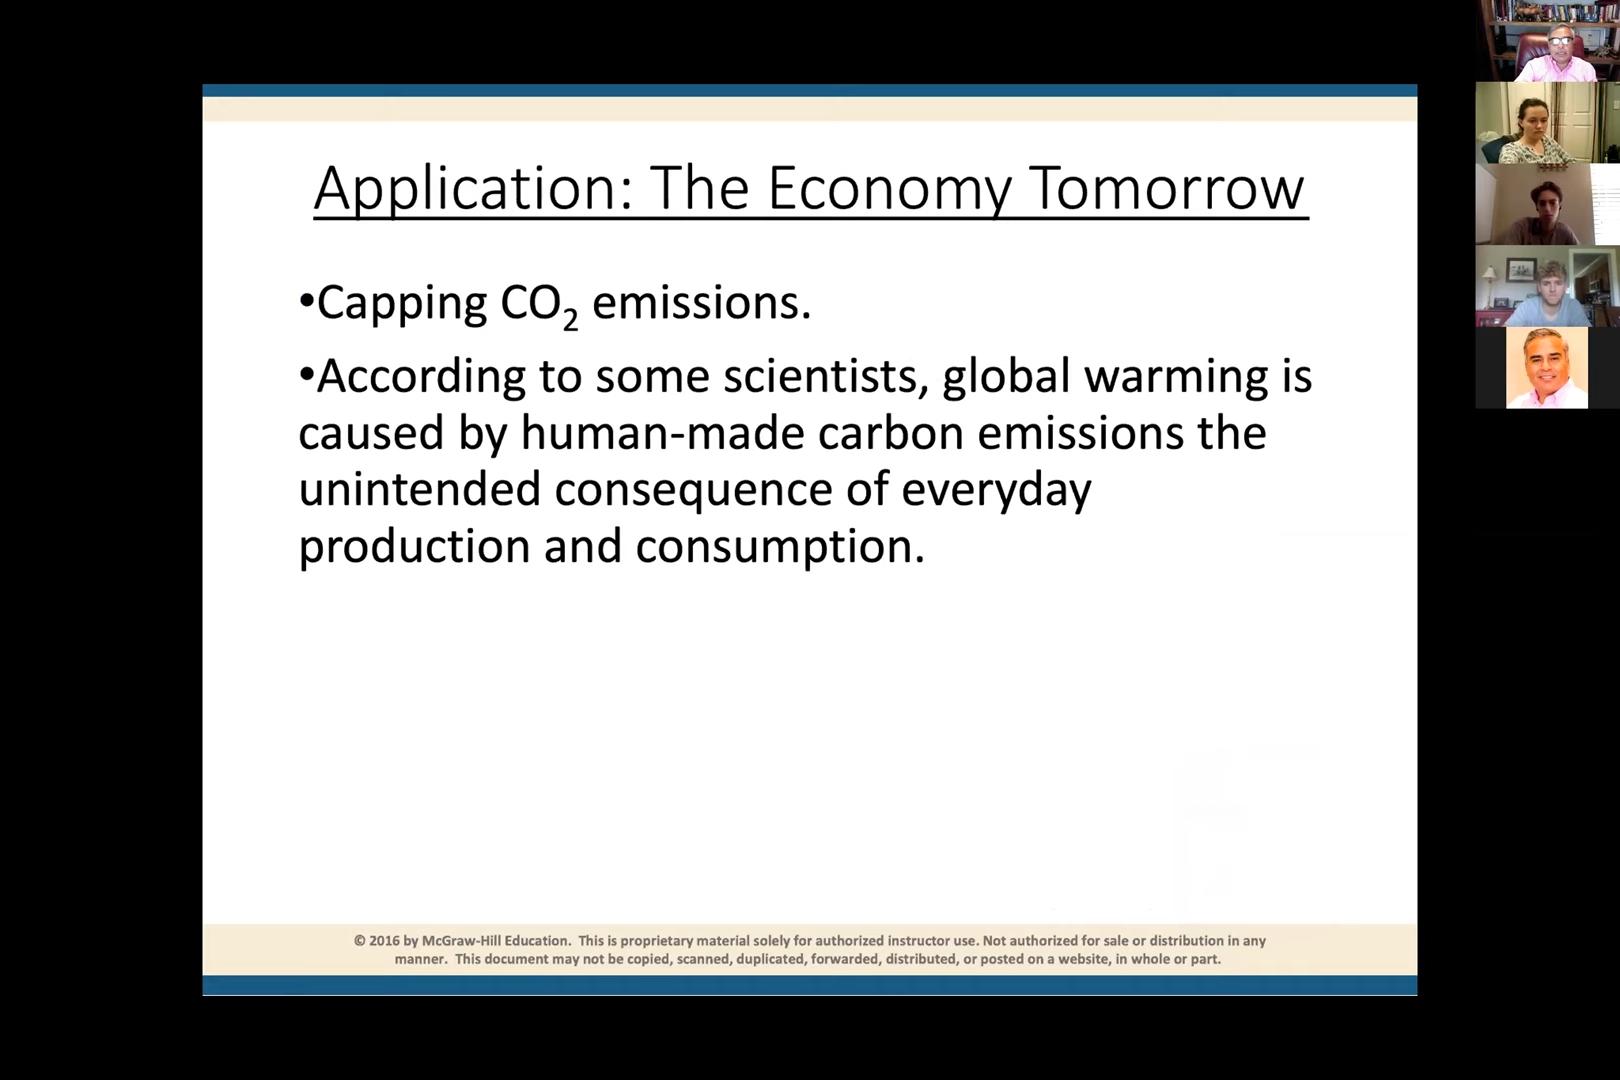 Application: The Economy Tomorrow
•Capping CO₂ emissions.
•According to some scientists, global warming is
caused by human-made carbon emissions the
unintended consequence of everyday
production and consumption.
© 2016 by McGraw-Hill Education. This is proprietary material solely for authorized instructor use. Not authorized for sale or distribution in any
manner. This document may not be copied, scanned, duplicated, forwarded, distributed, or posted on a website, in whole or part.